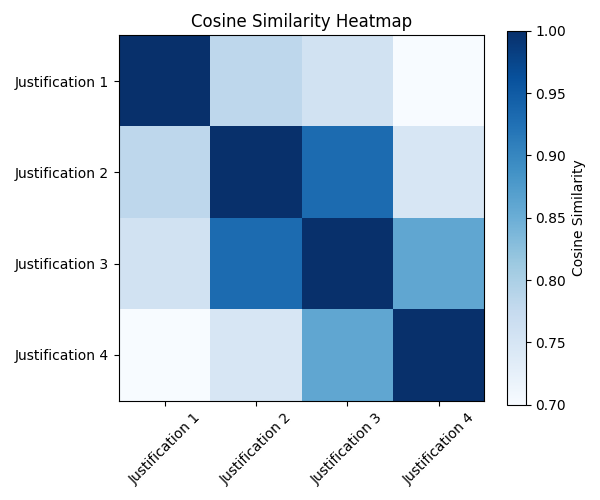 Cosine Similarity Heatmap
Justification 1
Justification 2
Justification 3
Justification 4
Justification 1
Justification 2
Justification 3
Justification 4
1.00
0.95
0.90
0.85
0.80
0.75
0.70
Cosine Similarity